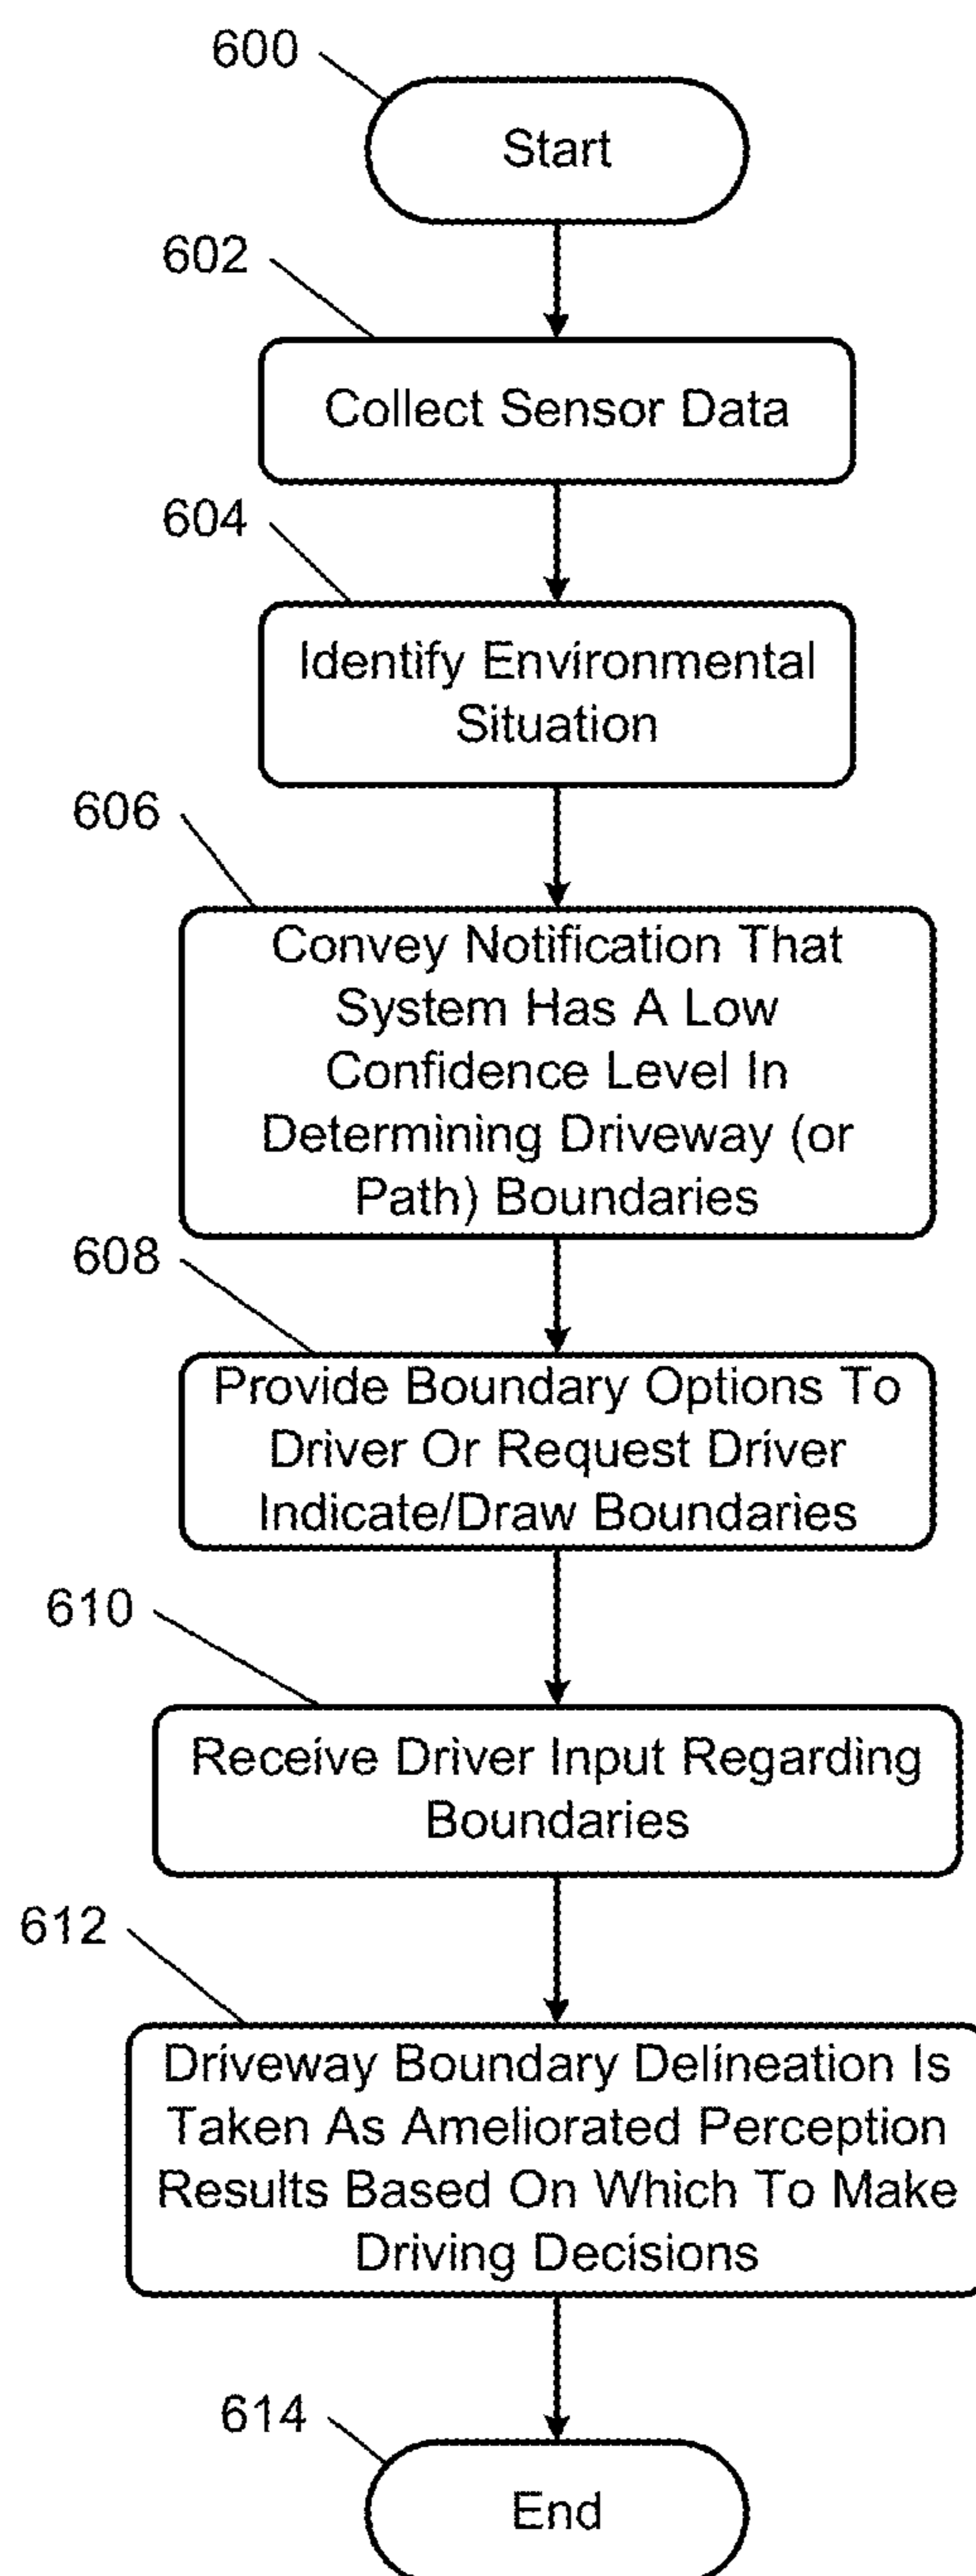 600
Start
602
Collect Sensor Data
604
Identify Environmental
Situation
606
Convey Notification That
System Has A Low
Confidence Level In
Determining Driveway (or
Path) Boundaries
608
Provide Boundary Options To
Driver Or Request Driver
Indicate/Draw Boundaries
610
Receive Driver Input Regarding
Boundaries
612
Driveway Boundary Delineation Is
Taken As Ameliorated Perception
Results Based On Which To Make
Driving Decisions
614
End